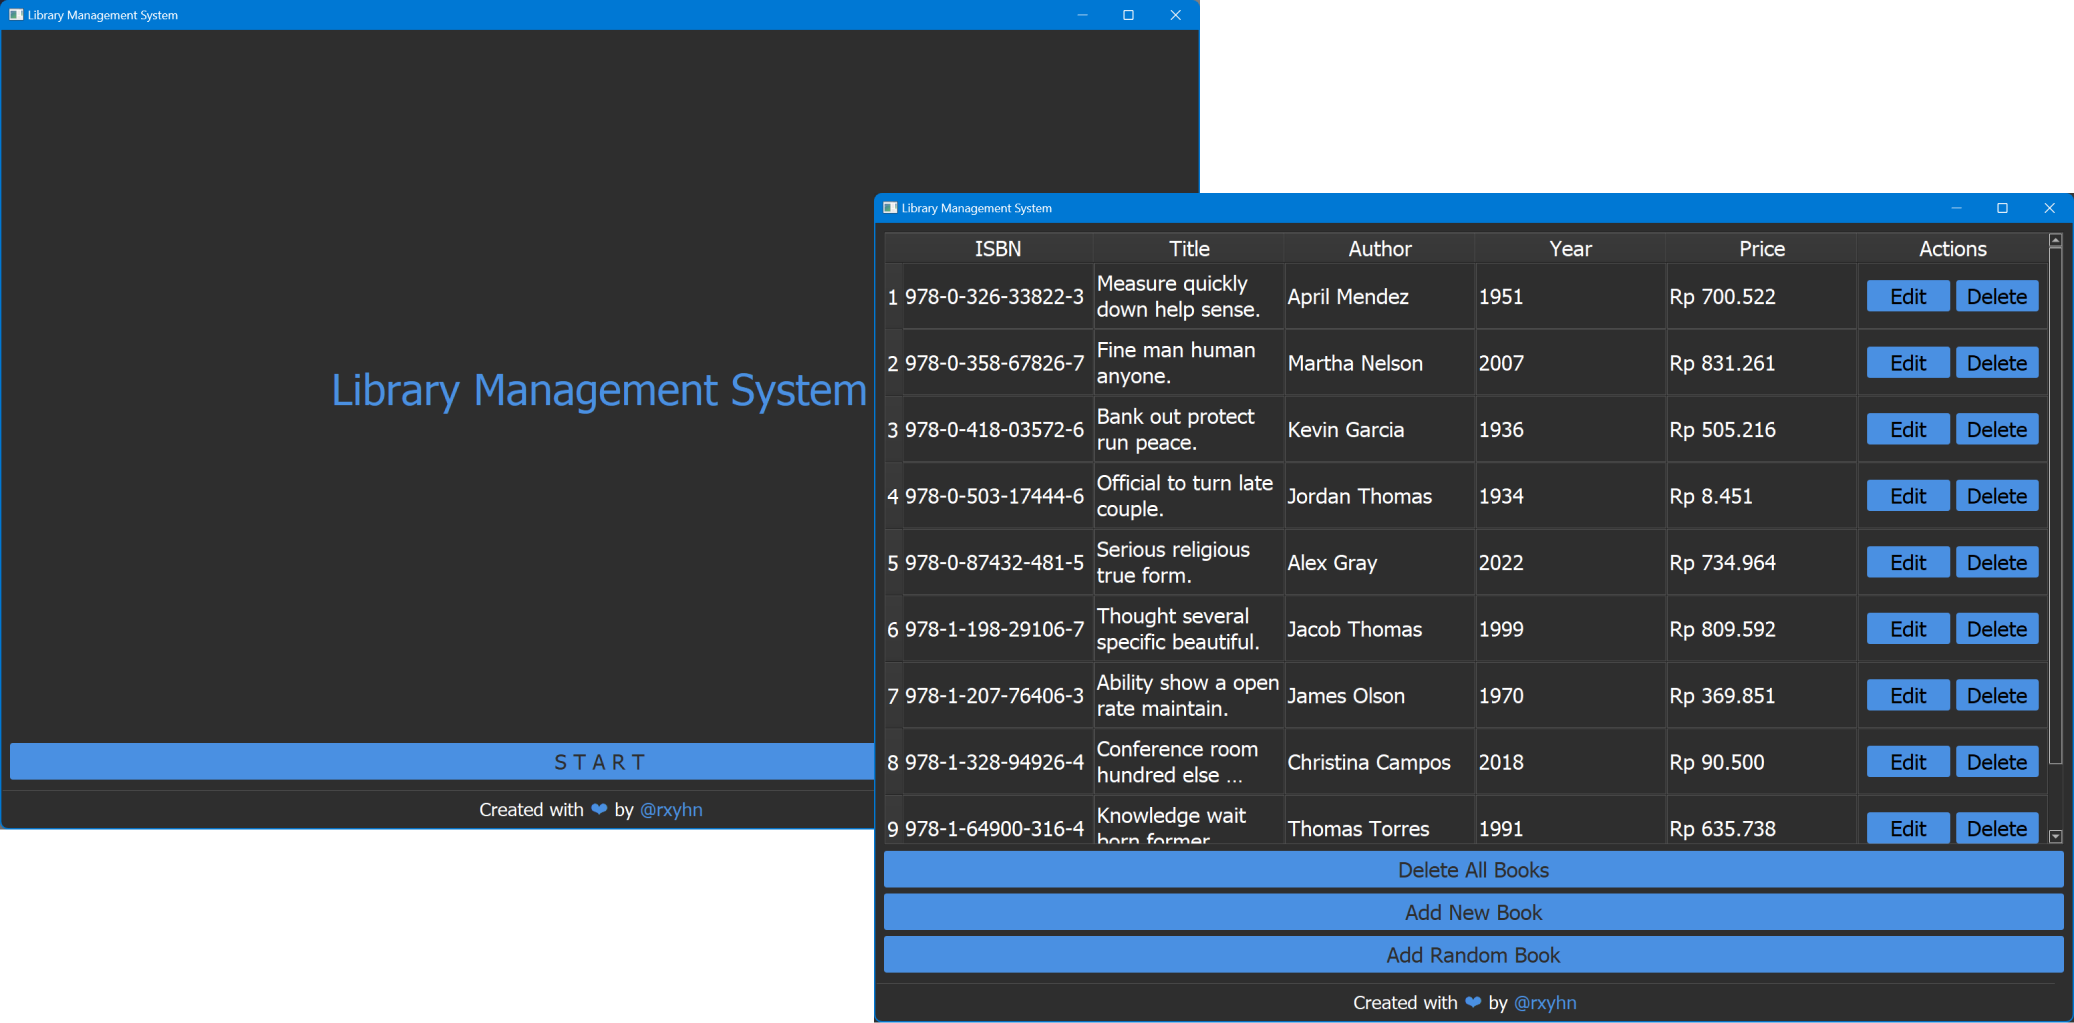 Library Management System
Library Management System
S T A R T
Created with ❤ by @rxyhn
Library Management System
ISBN Title Author Year Price Actions
1 978-0-326-33822-3 Measure quickly down help sense. April Mendez 1951 Rp 700.522 Edit Delete
2 978-0-358-67826-7 Fine man human anyone. Martha Nelson 2007 Rp 831.261 Edit Delete
3 978-0-418-03572-6 Bank out protect run peace. Kevin Garcia 1936 Rp 505.216 Edit Delete
4 978-0-503-17444-6 Official to turn late couple. Jordan Thomas 1934 Rp 8.451 Edit Delete
5 978-0-87432-481-5 Serious religious true form. Alex Gray 2022 Rp 734.964 Edit Delete
6 978-1-198-29106-7 Thought several specific beautiful. Jacob Thomas 1999 Rp 809.592 Edit Delete
7 978-1-207-76406-3 Ability show a open rate maintain. James Olson 1970 Rp 369.851 Edit Delete
8 978-1-328-94926-4 Conference room hundred else ... Christina Campos 2018 Rp 90.500 Edit Delete
9 978-1-64900-316-4 Knowledge wait born former Thomas Torres 1991 Rp 635.738 Edit Delete
Delete All Books
Add New Book
Add Random Book
Created with ❤ by @rxyhn